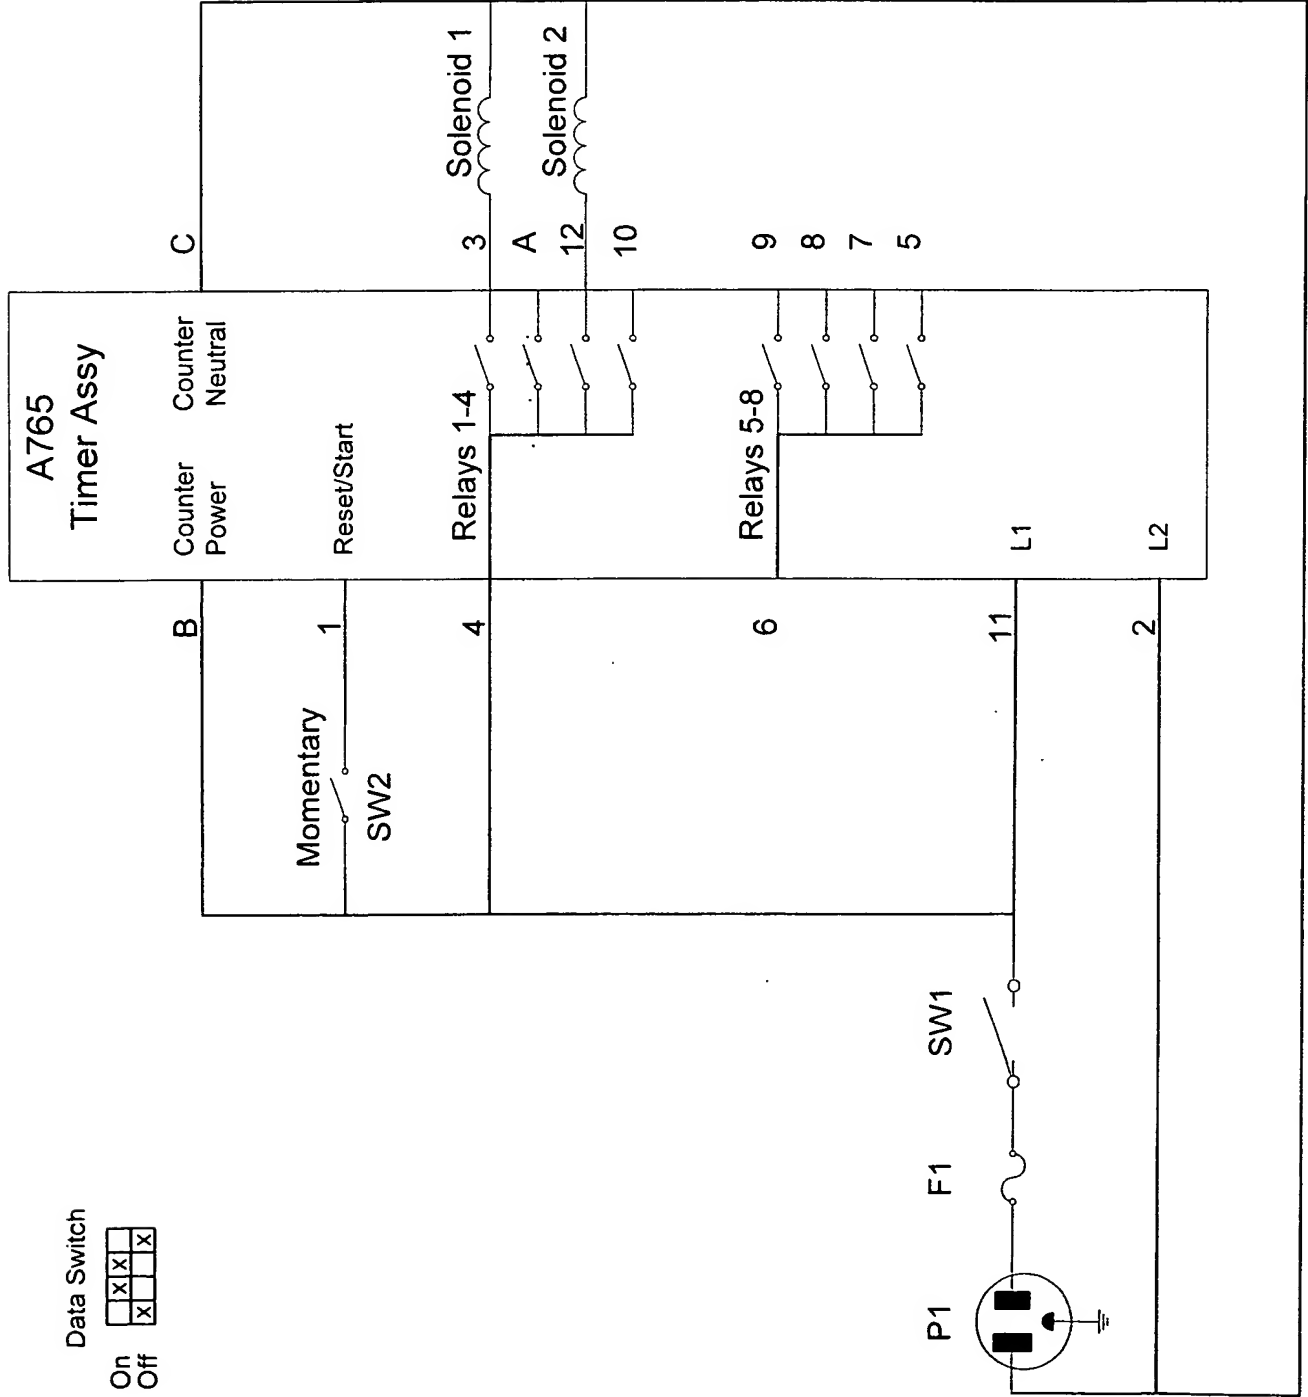 A765
Timer Assy
Counter
Power
Counter
Neutral
Reset/Start
Relays 1-4
Relays 5-8
L1
L2
B
1
4
6
11
2
C
3
A
12
10
9
8
7
5
Solenoid 1
Solenoid 2
Momentary
SW2
SW1
F1
P1
Data Switch
On X X
Off X X